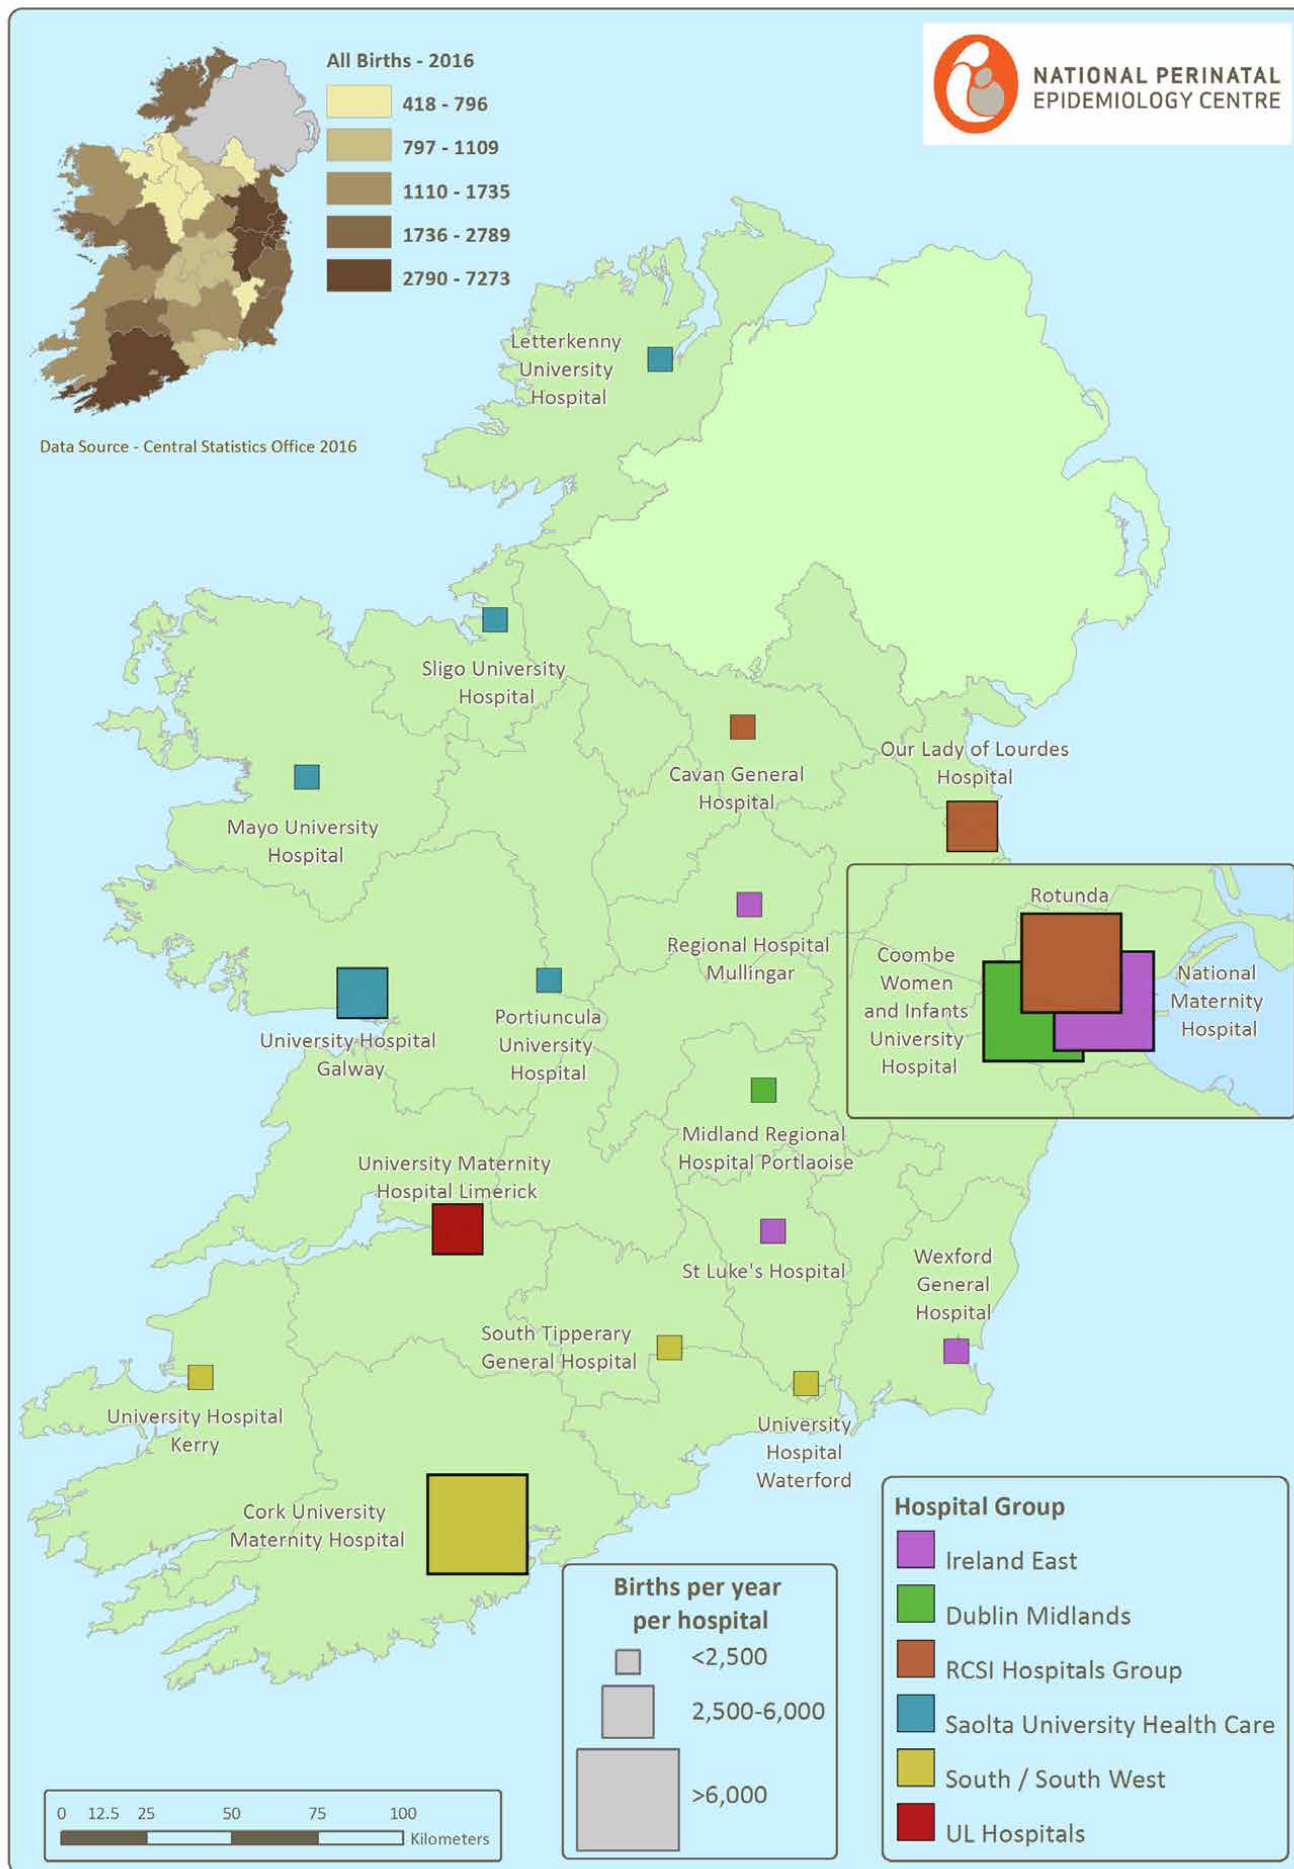 All Births - 2016
418 - 796
797 - 1109
1110 - 1735
1736 - 2789
2790 - 7273
Data Source - Central Statistics Office 2016
NATIONAL PERINATAL
EPIDEMIOLOGY CENTRE
Letterkenny
University
Hospital
Sligo University
Hospital
Cavan General
Hospital
Our Lady of Lourdes
Hospital
Mayo University
Hospital
Regional Hospital
Mullingar
Rotunda
Coombe
Women
and Infants
University
Hospital
National
Maternity
Hospital
University Hospital
Galway
Portiuncula
University
Hospital
Midland Regional
Hospital Portlaoise
University Maternity
Hospital Limerick
St Luke's Hospital
Wexford
General
Hospital
South Tipperary
General Hospital
University Hospital
Kerry
University
Hospital
Waterford
Cork University
Maternity Hospital
Births per year
per hospital
<2,500
2,500-6,000
>6,000
Hospital Group
Ireland East
Dublin Midlands
RCSI Hospitals Group
Saolta University Health Care
South / South West
UL Hospitals
0 12.5 25 50 75 100
Kilometers